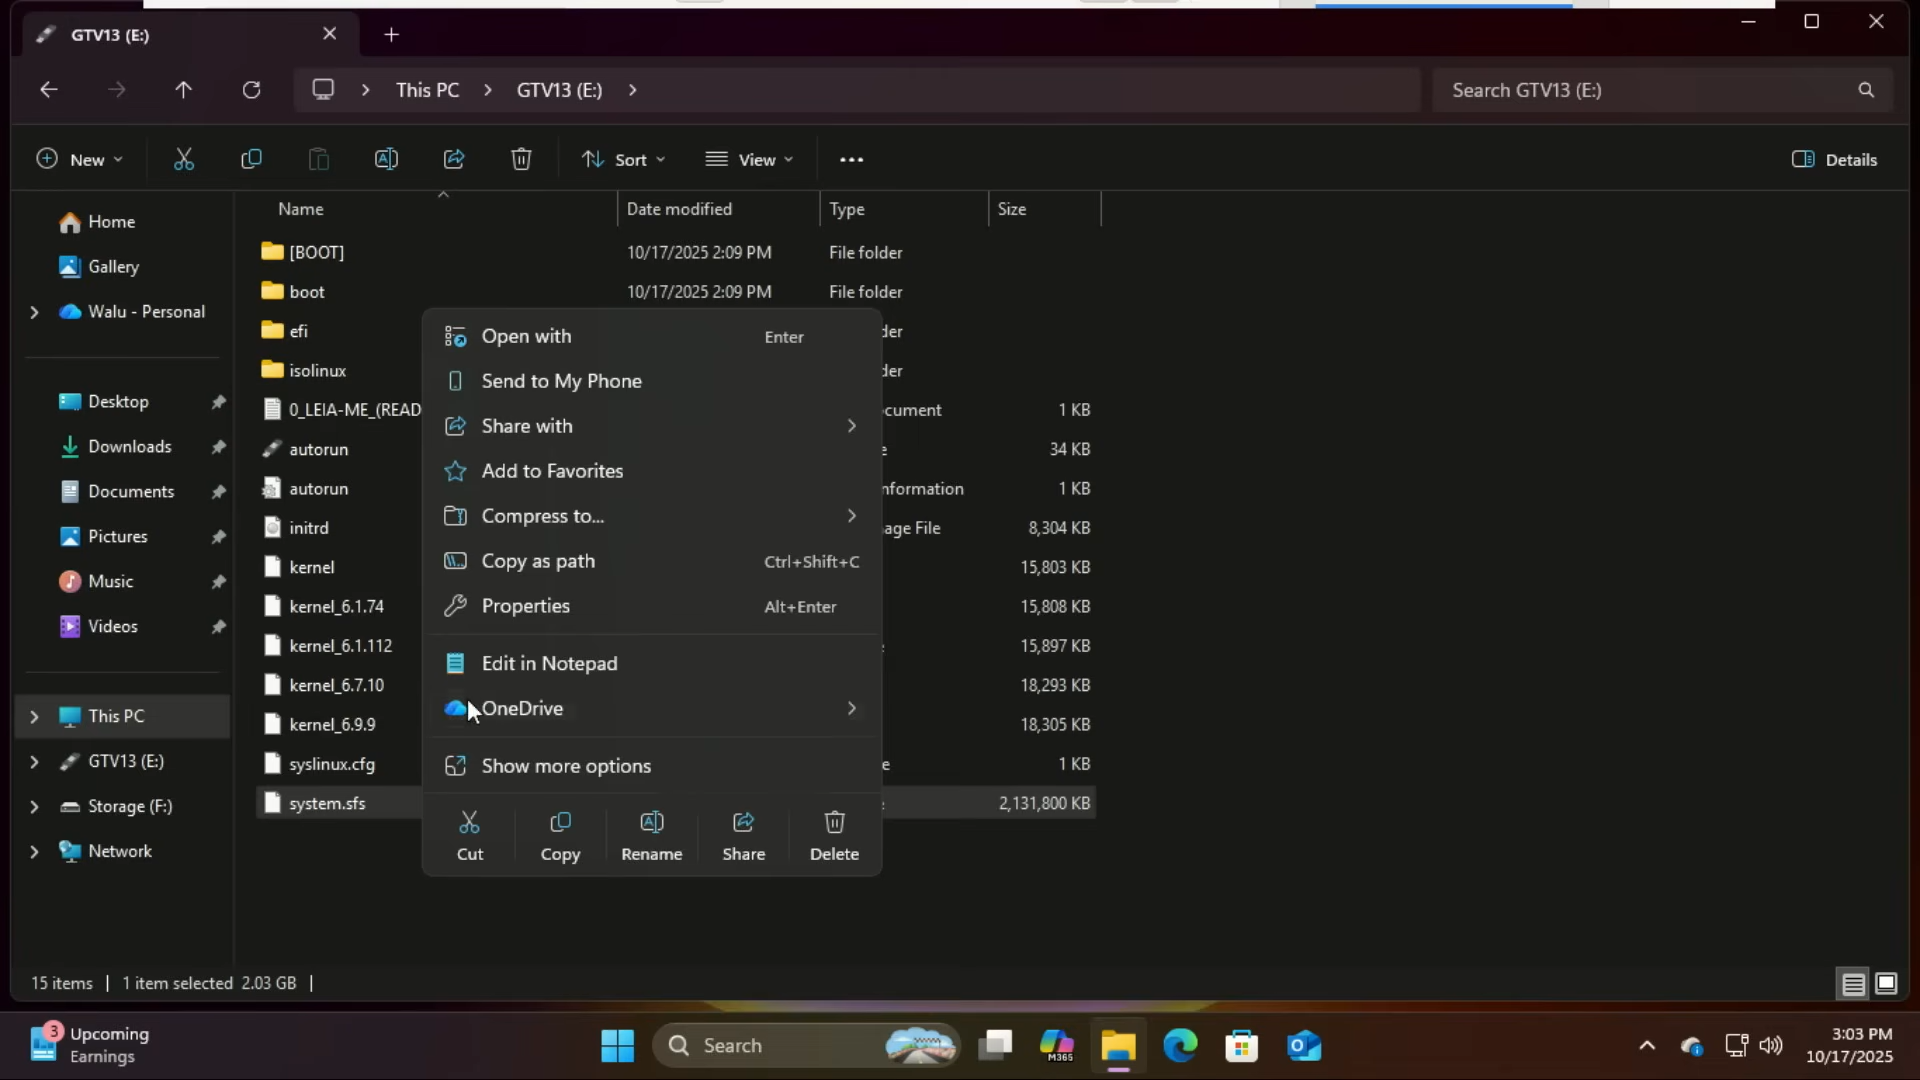 GTV13 (E:)
This PC
GTV13 (E:)
Search GTV13 (E:)
New
Sort
View
Details
Name
Date modified
Type
Size
Home
Gallery
Walu - Personal
Desktop
Downloads
Documents
Pictures
Music
Videos
This PC
GTV13 (E:)
Storage (F:)
Network
[BOOT] 10/17/2025 2:09 PM File folder
boot 10/17/2025 2:09 PM File folder
efi der
isolinux der
0_LEIA-ME_(READ cument 1 KB
autorun e 34 KB
autorun nformation 1 KB
initrd age File 8,304 KB
kernel 15,803 KB
kernel_6.1.74 15,808 KB
kernel_6.1.112 e 15,897 KB
kernel_6.7.10 18,293 KB
kernel_6.9.9 18,305 KB
syslinux.cfg e 1 KB
system.sfs e 2,131,800 KB
Open with Enter
Send to My Phone
Share with
Add to Favorites
Compress to...
Copy as path Ctrl+Shift+C
Properties Alt+Enter
Edit in Notepad
OneDrive
Show more options
Cut
Copy
Rename
Share
Delete
15 items
1 item selected 2.03 GB
3
Upcoming
Earnings
Search
M365
3:03 PM
10/17/2025